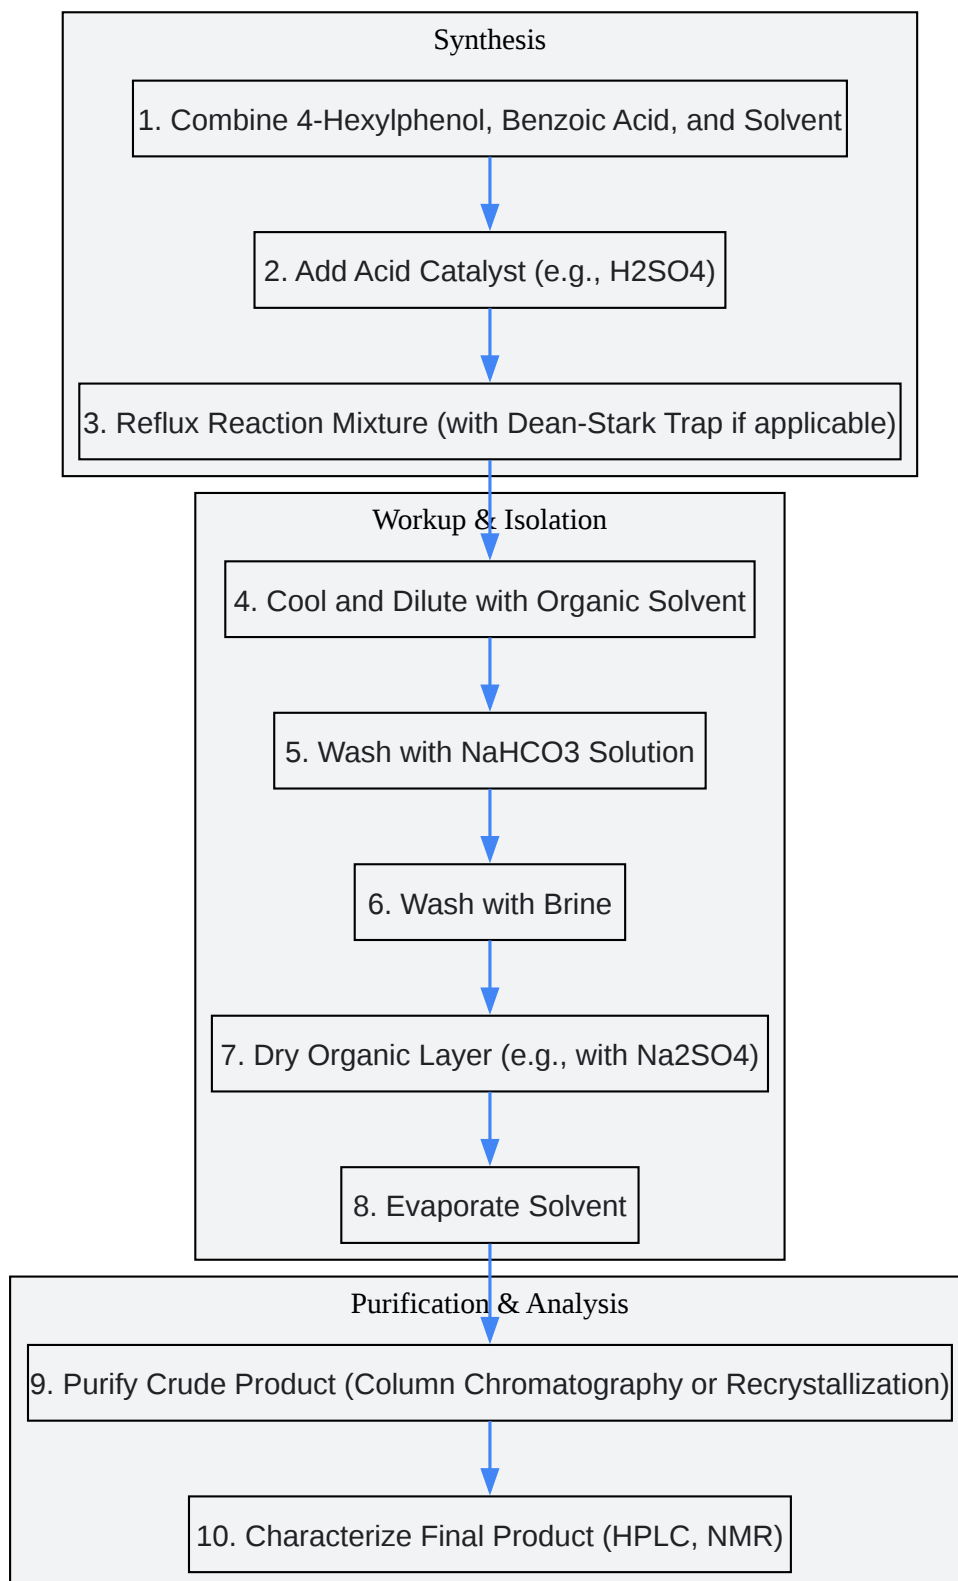 Synthesis
1. Combine 4-Hexylphenol, Benzoic Acid, and Solvent
2. Add Acid Catalyst (e.g., H2SO4)
3. Reflux Reaction Mixture (with Dean-Stark Trap if applicable)
Workup & Isolation
4. Cool and Dilute with Organic Solvent
5. Wash with NaHCO3 Solution
6. Wash with Brine
7. Dry Organic Layer (e.g., with Na2SO4)
8. Evaporate Solvent
Purification & Analysis
9. Purify Crude Product (Column Chromatography or Recrystallization)
10. Characterize Final Product (HPLC, NMR)